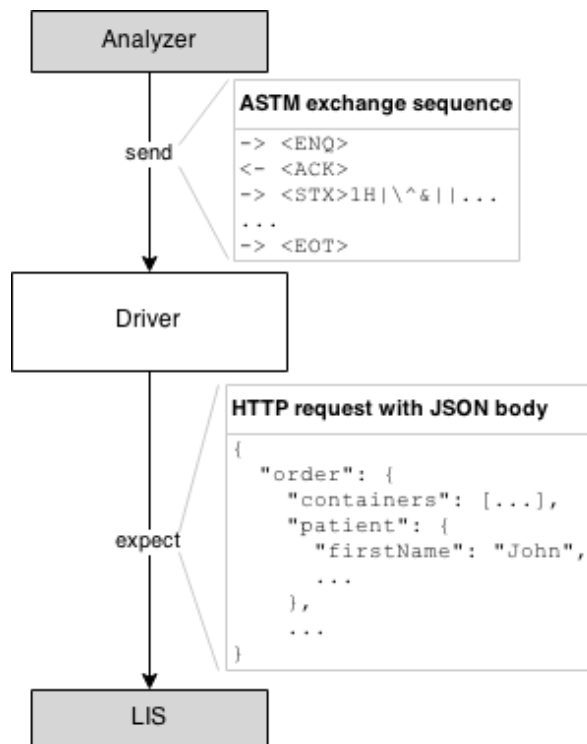 Analyzer
send
ASTM exchange sequence
-> <ENQ>
<- <ACK>
-> <STX>1H|\^&||...
...
-> <EOT>
Driver
expect
HTTP request with JSON body
{
"order": {
"containers": [...],
"patient": {
"firstName": "John",
...
},
...
}
LIS